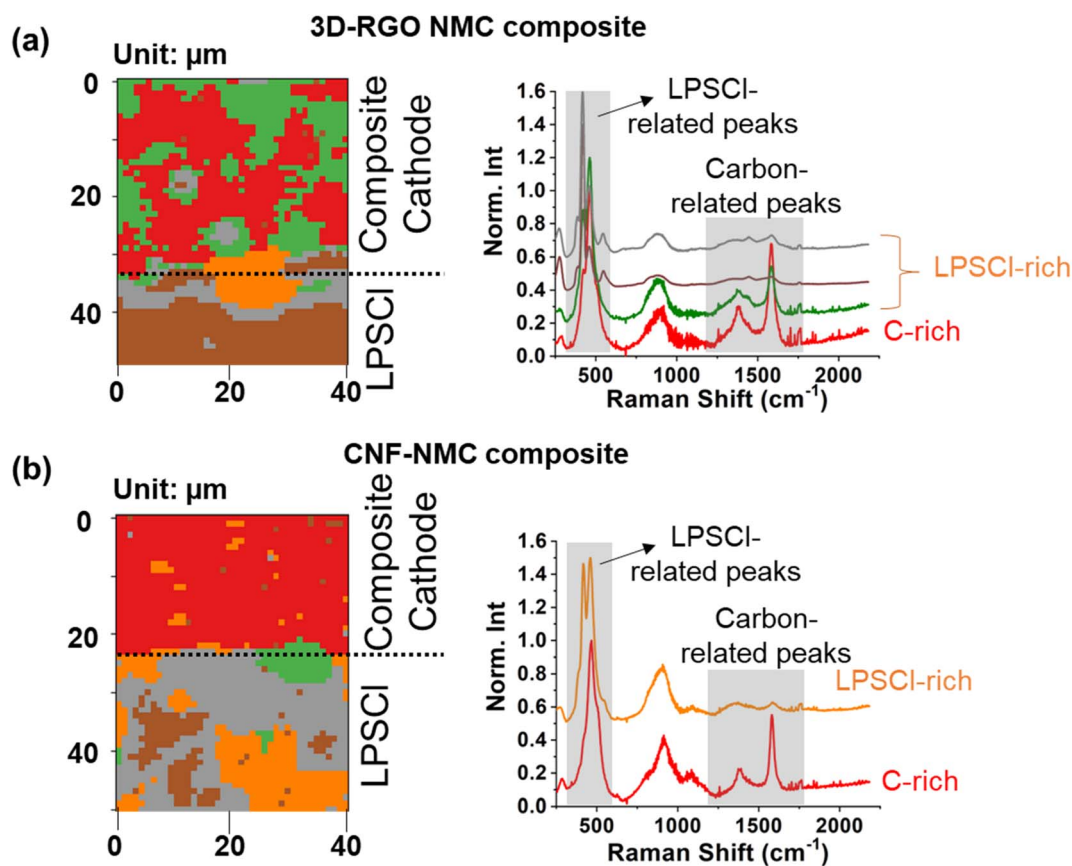 (a)
3D-RGO NMC composite
Unit: µm
0
20
40
0
20
40
Composite
Cathode
LPSCl
1.6
1.4
1.2
1.0
0.8
0.6
0.4
0.2
0.0
Norm. Int
500
1000
1500
2000
Raman Shift (cm⁻¹)
LPSCl-
related peaks
Carbon-
related peaks
LPSCl-rich
C-rich
(b)
CNF-NMC composite
Unit: µm
0
20
40
0
20
40
Composite
Cathode
LPSCl
1.6
1.4
1.2
1.0
0.8
0.6
0.4
0.2
0.0
Norm. Int
500
1000
1500
2000
Raman Shift (cm⁻¹)
LPSCl-
related peaks
Carbon-
related peaks
LPSCl-rich
C-rich